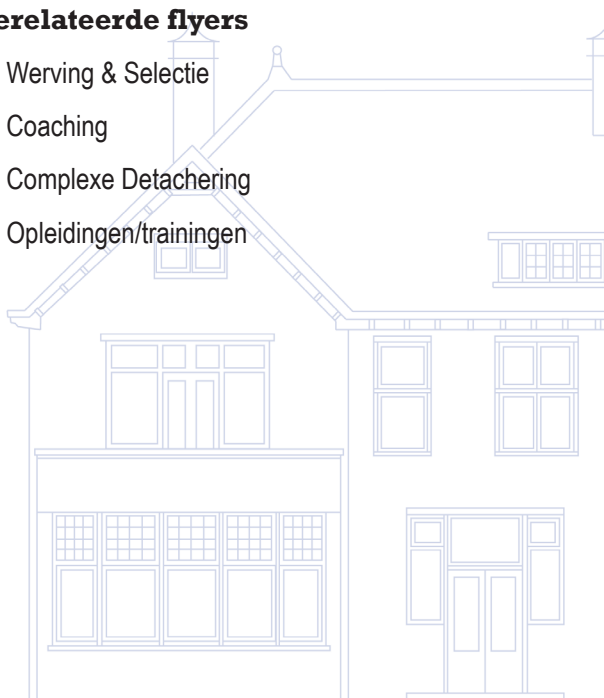 erelateerde flyers
Werving & Selectie
Coaching
Complexe Detachering
Opleidingen/trainingen